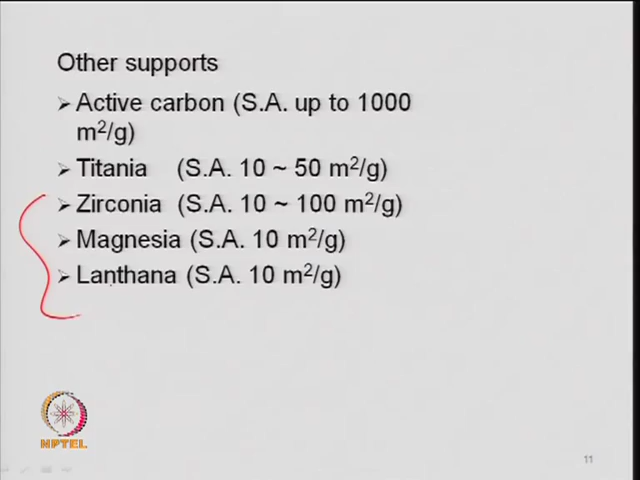 Other supports
➢ Active carbon (S.A. up to 1000
m²/g)
➢ Titania (S.A. 10 ~ 50 m²/g)
➢ Zirconia (S.A. 10 ~ 100 m²/g)
➢ Magnesia (S.A. 10 m²/g)
➢ Lanthana (S.A. 10 m²/g)
NPTEL
11